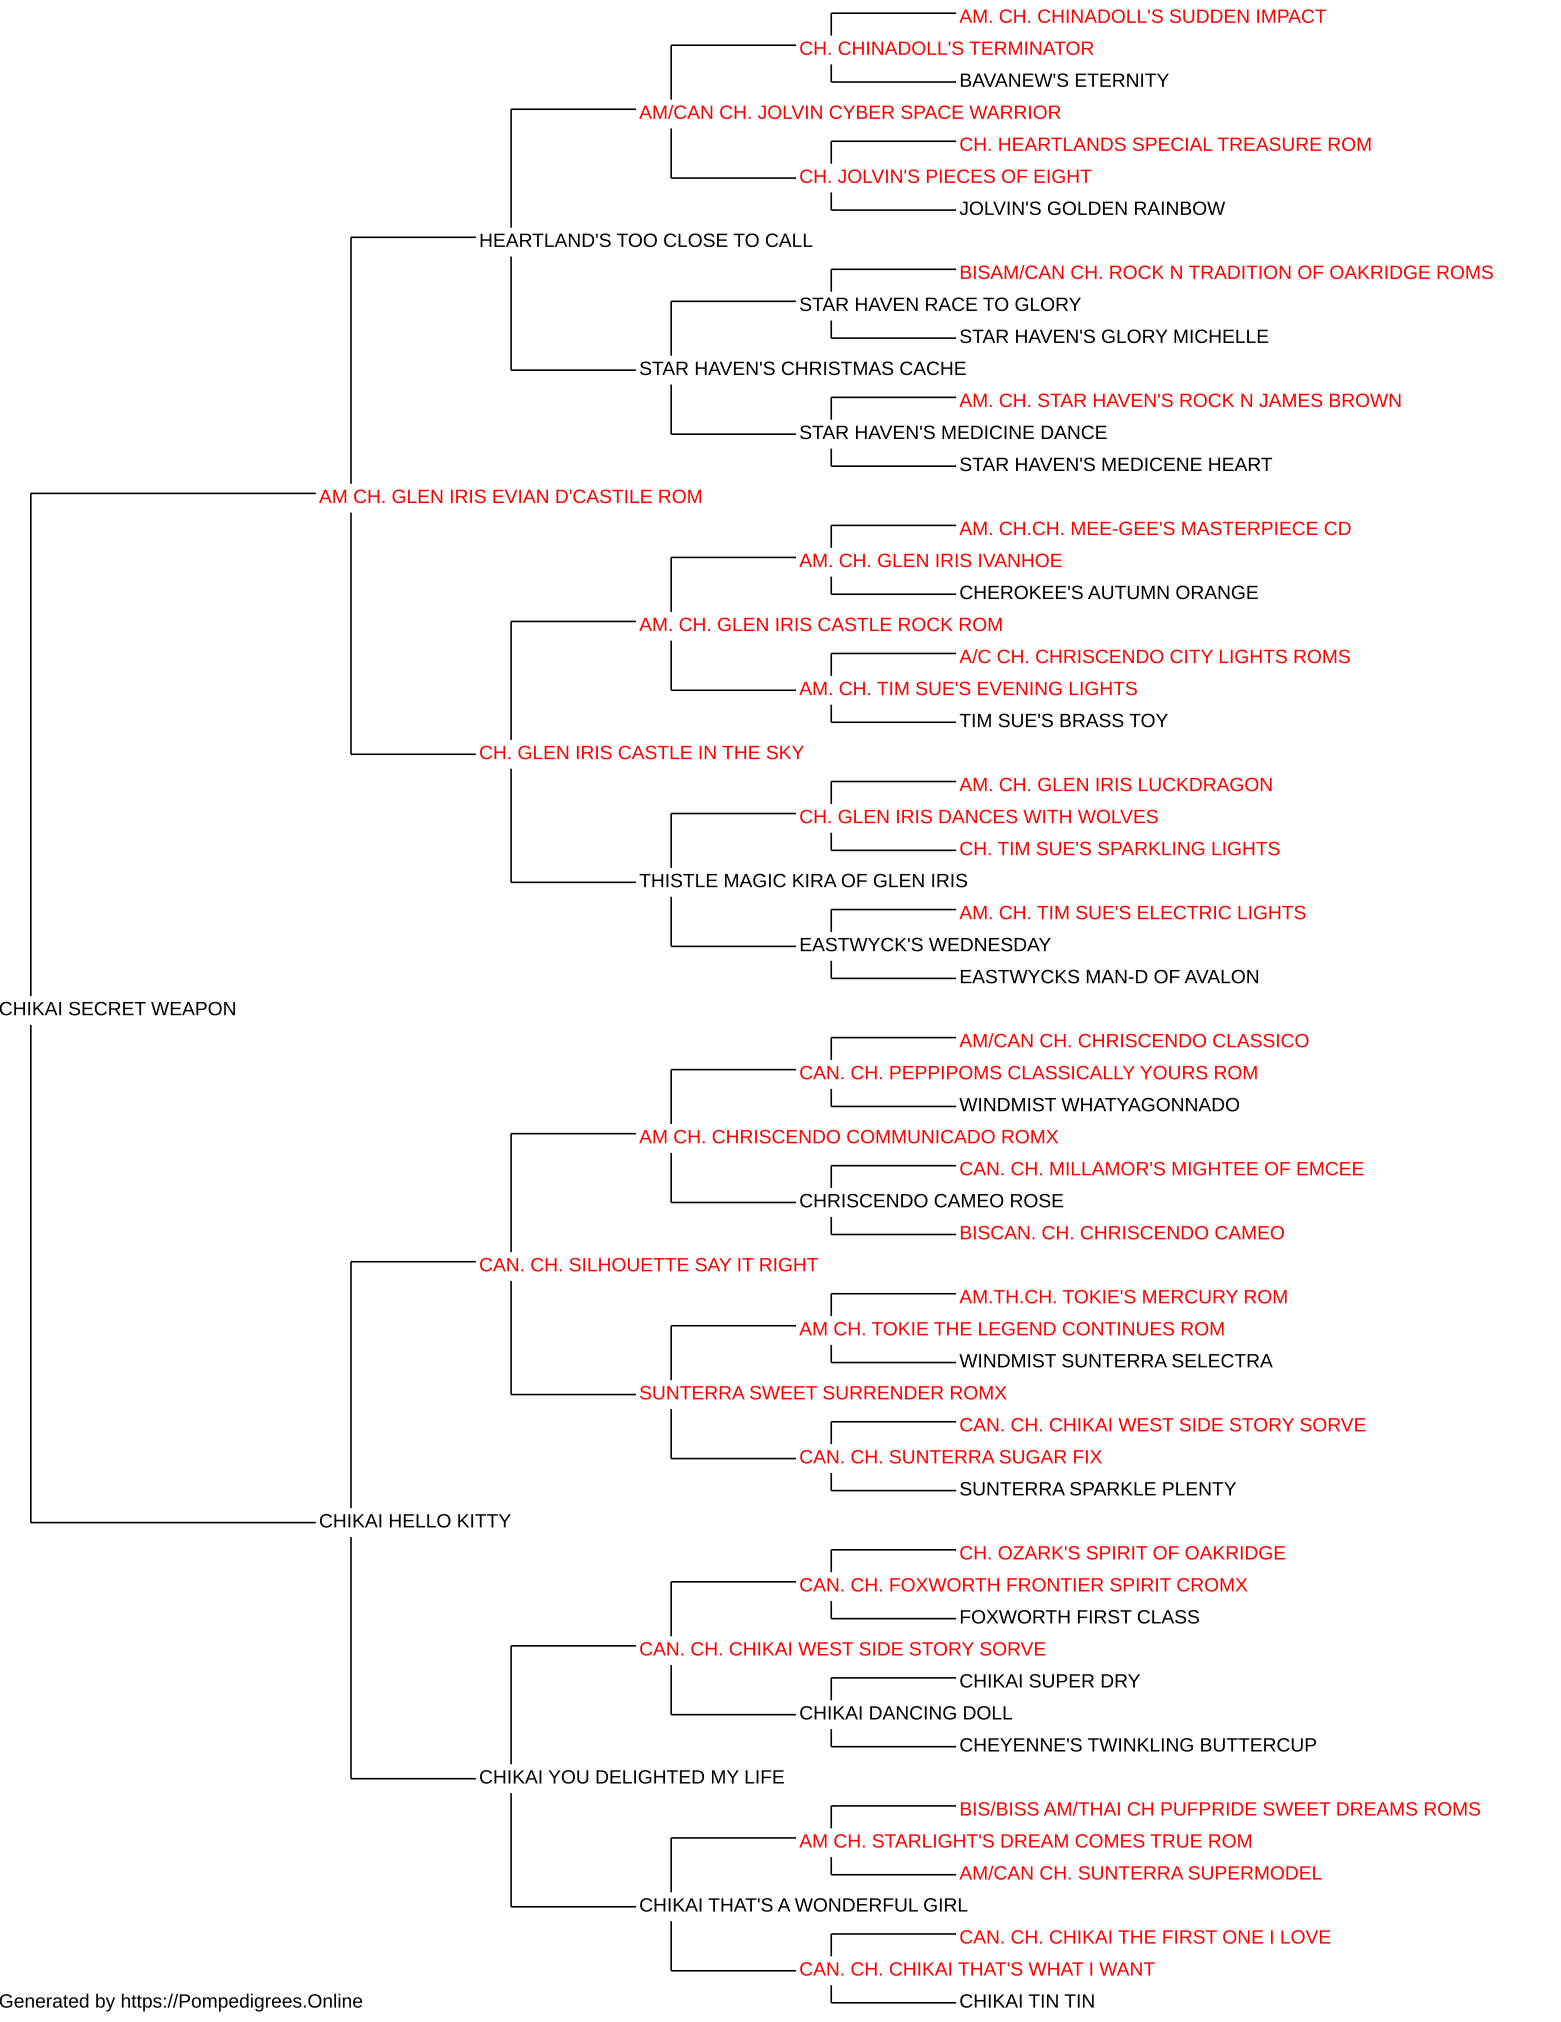 AM. CH. CHINADOLL'S SUDDEN IMPACT
CH. CHINADOLL'S TERMINATOR
BAVANEW'S ETERNITY
AM/CAN CH. JOLVIN CYBER SPACE WARRIOR
CH. HEARTLANDS SPECIAL TREASURE ROM
CH. JOLVIN'S PIECES OF EIGHT
JOLVIN'S GOLDEN RAINBOW
HEARTLAND'S TOO CLOSE TO CALL
BISAM/CAN CH. ROCK N TRADITION OF OAKRIDGE ROMS
STAR HAVEN RACE TO GLORY
STAR HAVEN'S GLORY MICHELLE
STAR HAVEN'S CHRISTMAS CACHE
AM. CH. STAR HAVEN'S ROCK N JAMES BROWN
STAR HAVEN'S MEDICINE DANCE
STAR HAVEN'S MEDICENE HEART
AM CH. GLEN IRIS EVIAN D'CASTILE ROM
AM. CH.CH. MEE-GEE'S MASTERPIECE CD
AM. CH. GLEN IRIS IVANHOE
CHEROKEE'S AUTUMN ORANGE
AM. CH. GLEN IRIS CASTLE ROCK ROM
A/C CH. CHRISCENDO CITY LIGHTS ROMS
AM. CH. TIM SUE'S EVENING LIGHTS
TIM SUE'S BRASS TOY
CH. GLEN IRIS CASTLE IN THE SKY
AM. CH. GLEN IRIS LUCKDRAGON
CH. GLEN IRIS DANCES WITH WOLVES
CH. TIM SUE'S SPARKLING LIGHTS
THISTLE MAGIC KIRA OF GLEN IRIS
AM. CH. TIM SUE'S ELECTRIC LIGHTS
EASTWYCK'S WEDNESDAY
EASTWYCKS MAN-D OF AVALON
CHIKAI SECRET WEAPON
AM/CAN CH. CHRISCENDO CLASSICO
CAN. CH. PEPPIPOMS CLASSICALLY YOURS ROM
WINDMIST WHATYAGONNADO
AM CH. CHRISCENDO COMMUNICADO ROMX
CAN. CH. MILLAMOR'S MIGHTEE OF EMCEE
CHRISCENDO CAMEO ROSE
BISCAN. CH. CHRISCENDO CAMEO
CAN. CH. SILHOUETTE SAY IT RIGHT
AM.TH.CH. TOKIE'S MERCURY ROM
AM CH. TOKIE THE LEGEND CONTINUES ROM
WINDMIST SUNTERRA SELECTRA
SUNTERRA SWEET SURRENDER ROMX
CAN. CH. CHIKAI WEST SIDE STORY SORVE
CAN. CH. SUNTERRA SUGAR FIX
SUNTERRA SPARKLE PLENTY
CHIKAI HELLO KITTY
CH. OZARK'S SPIRIT OF OAKRIDGE
CAN. CH. FOXWORTH FRONTIER SPIRIT CROMX
FOXWORTH FIRST CLASS
CAN. CH. CHIKAI WEST SIDE STORY SORVE
CHIKAI SUPER DRY
CHIKAI DANCING DOLL
CHEYENNE'S TWINKLING BUTTERCUP
CHIKAI YOU DELIGHTED MY LIFE
BIS/BISS AM/THAI CH PUFPRIDE SWEET DREAMS ROMS
AM CH. STARLIGHT'S DREAM COMES TRUE ROM
AM/CAN CH. SUNTERRA SUPERMODEL
CHIKAI THAT'S A WONDERFUL GIRL
CAN. CH. CHIKAI THE FIRST ONE I LOVE
CAN. CH. CHIKAI THAT'S WHAT I WANT
CHIKAI TIN TIN
Generated by https://Pompedigrees.Online